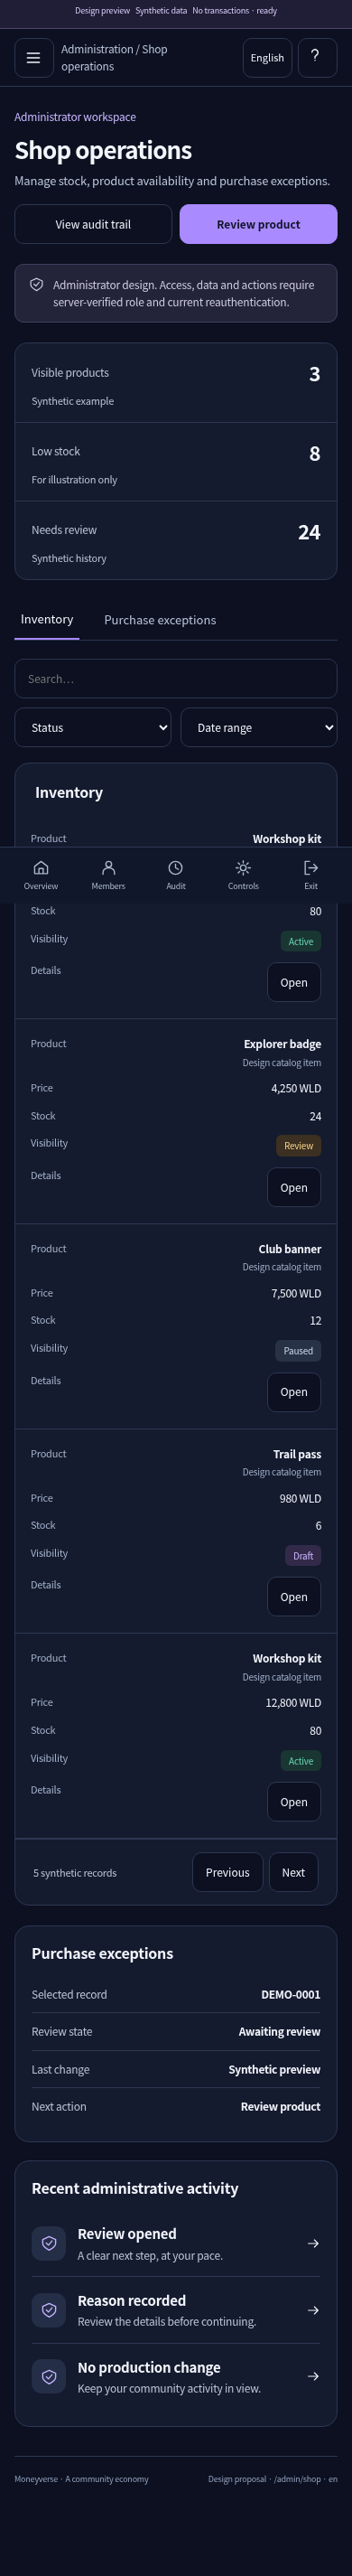 Design preview Synthetic data No transactions · ready
Administration / Shop
operations
English
?
Administrator workspace
Shop operations
Manage stock, product availability and purchase exceptions.
View audit trail
Review product
Administrator design. Access, data and actions require
server-verified role and current reauthentication.
Visible products 3
Synthetic example
Low stock 8
For illustration only
Needs review 24
Synthetic history
Inventory Purchase exceptions
Search…
Status Date range
Inventory
Product Workshop kit
Overview Members Audit Controls Exit
Stock 80
Visibility Active
Details Open
Product Explorer badge
Design catalog item
Price 4,250 WLD
Stock 24
Visibility Review
Details Open
Product Club banner
Design catalog item
Price 7,500 WLD
Stock 12
Visibility Paused
Details Open
Product Trail pass
Design catalog item
Price 980 WLD
Stock 6
Visibility Draft
Details Open
Product Workshop kit
Design catalog item
Price 12,800 WLD
Stock 80
Visibility Active
Details Open
5 synthetic records Previous Next
Purchase exceptions
Selected record DEMO-0001
Review state Awaiting review
Last change Synthetic preview
Next action Review product
Recent administrative activity
Review opened
A clear next step, at your pace.
Reason recorded
Review the details before continuing.
No production change
Keep your community activity in view.
Moneyverse · A community economy Design proposal · /admin/shop · en